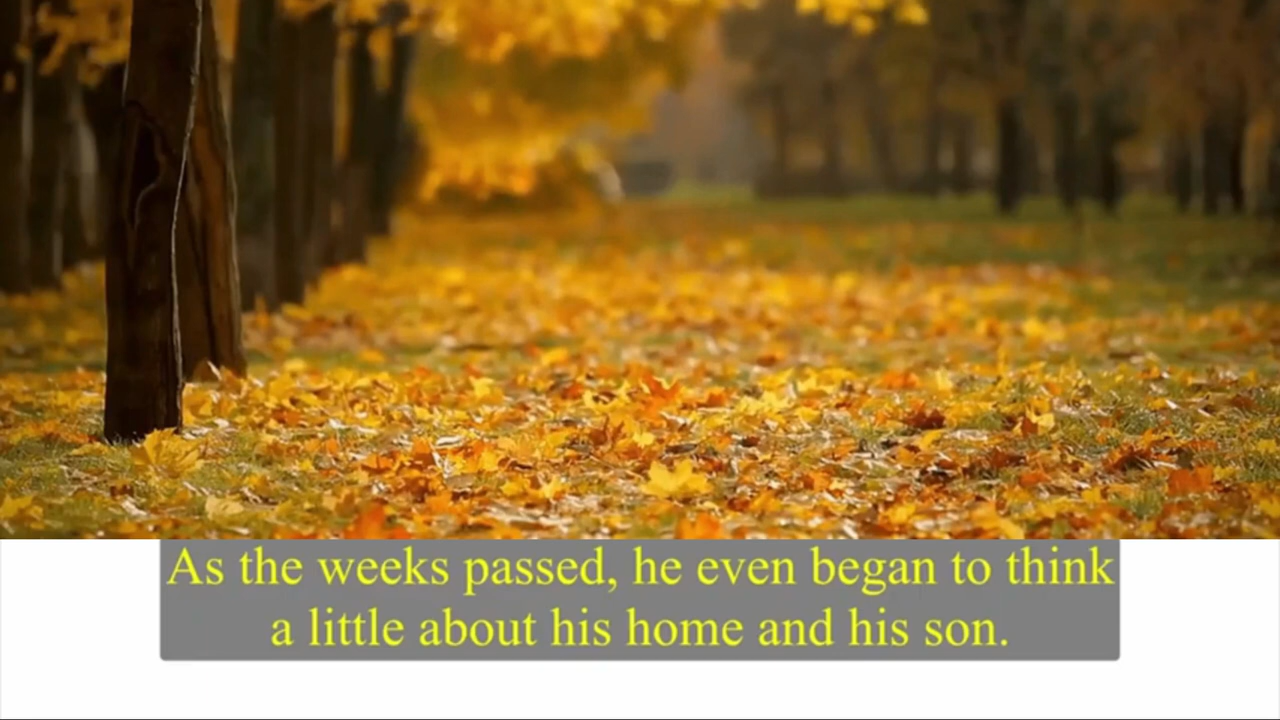 As the weeks passed, he even began to think
a little about his home and his son.